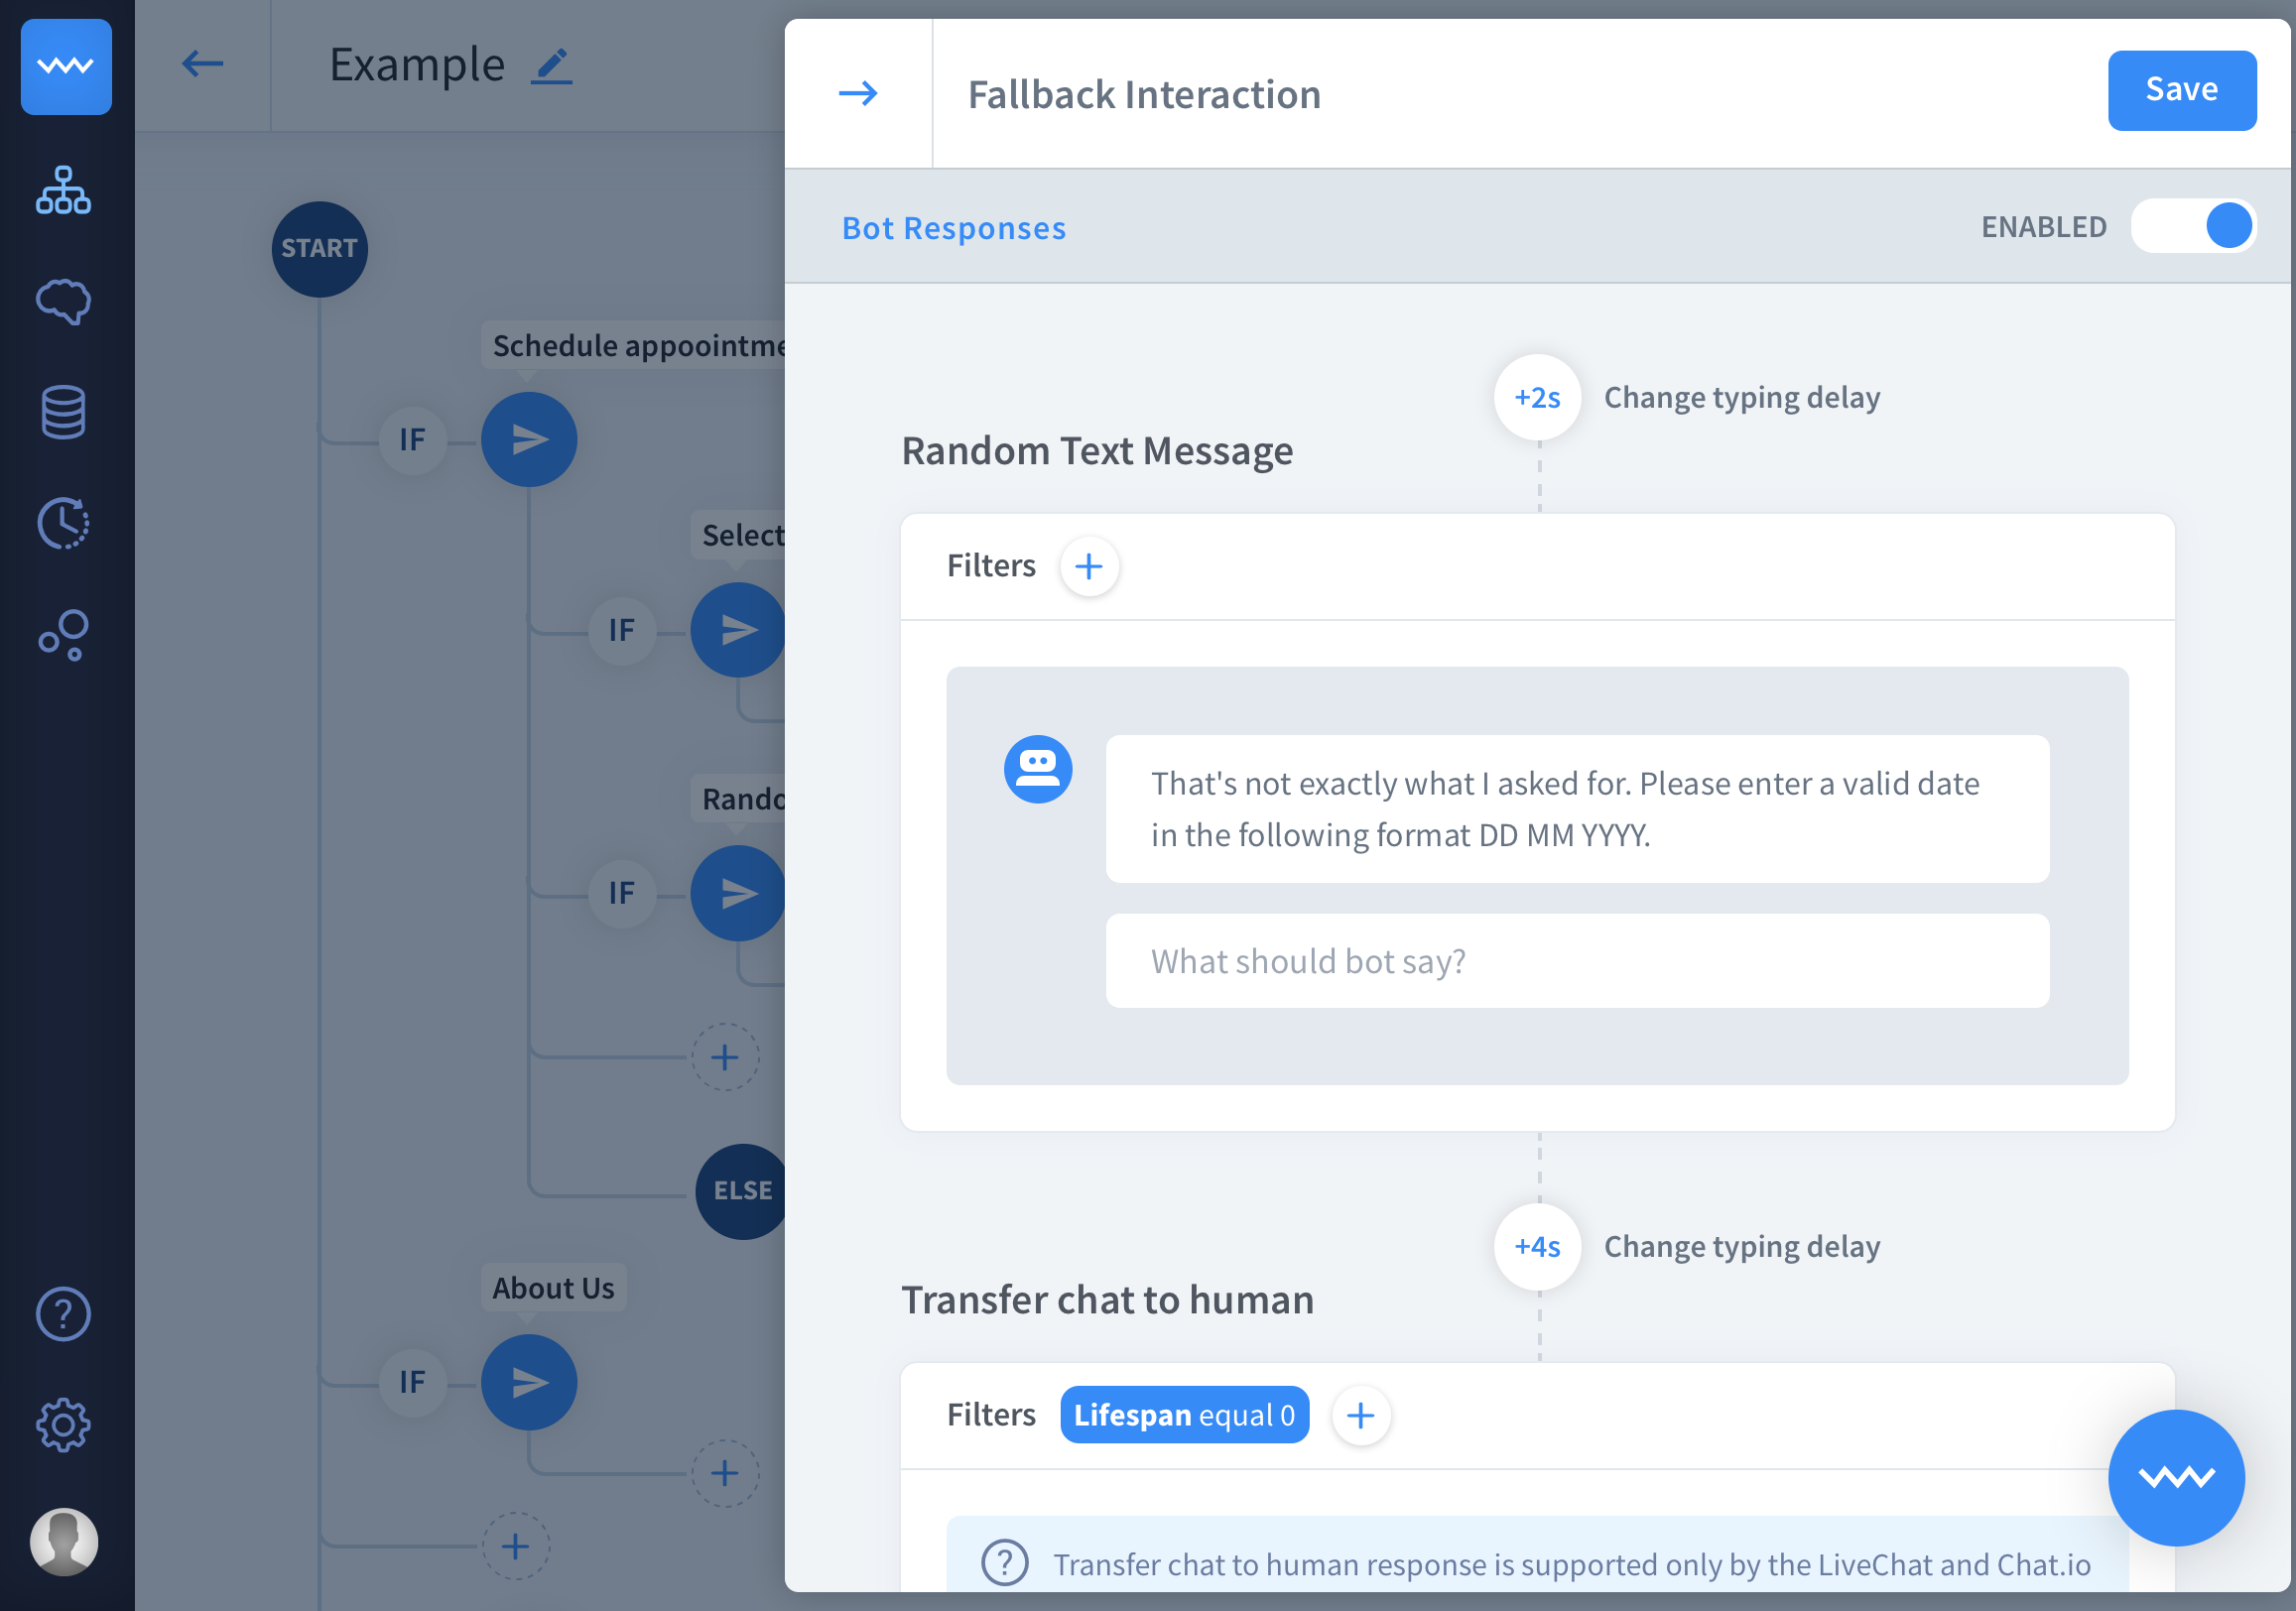 Example
START
Schedule appoointme
IF
Select
IF
Rando
IF
ELSE
About Us
IF
Fallback Interaction
Save
Bot Responses
ENABLED
+2s
Change typing delay
Random Text Message
Filters
That's not exactly what I asked for. Please enter a valid date
in the following format DD MM YYYY.
What should bot say?
+4s
Change typing delay
Transfer chat to human
Filters
Lifespan equal 0
? Transfer chat to human response is supported only by the LiveChat and Chat.io
?